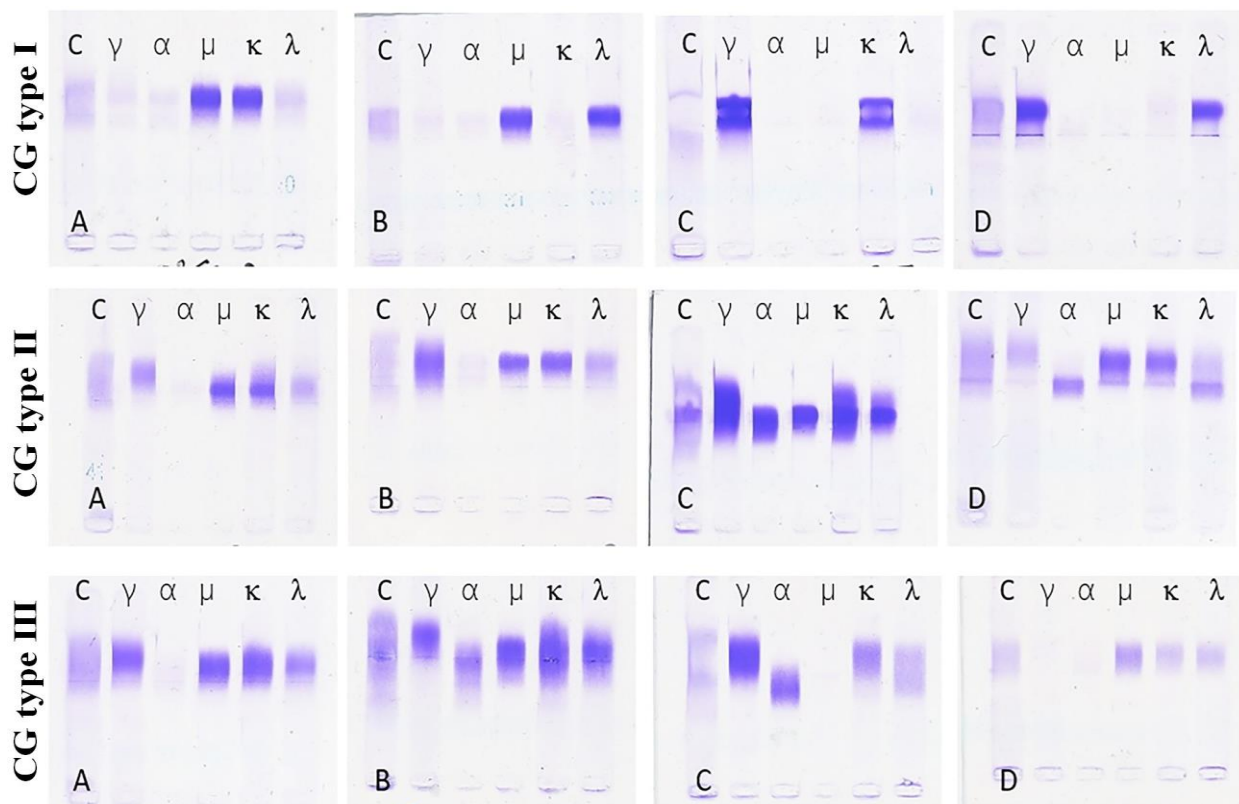 CG type I
C γ α μ κ λ
A
C γ α μ κ λ
B
C γ α μ κ λ
C
C γ α μ κ λ
D
CG type II
C γ α μ κ λ
A
C γ α μ κ λ
B
C γ α μ κ λ
C
C γ α μ κ λ
D
CG type III
C γ α μ κ λ
A
C γ α μ κ λ
B
C γ α μ κ λ
C
C γ α μ κ λ
D